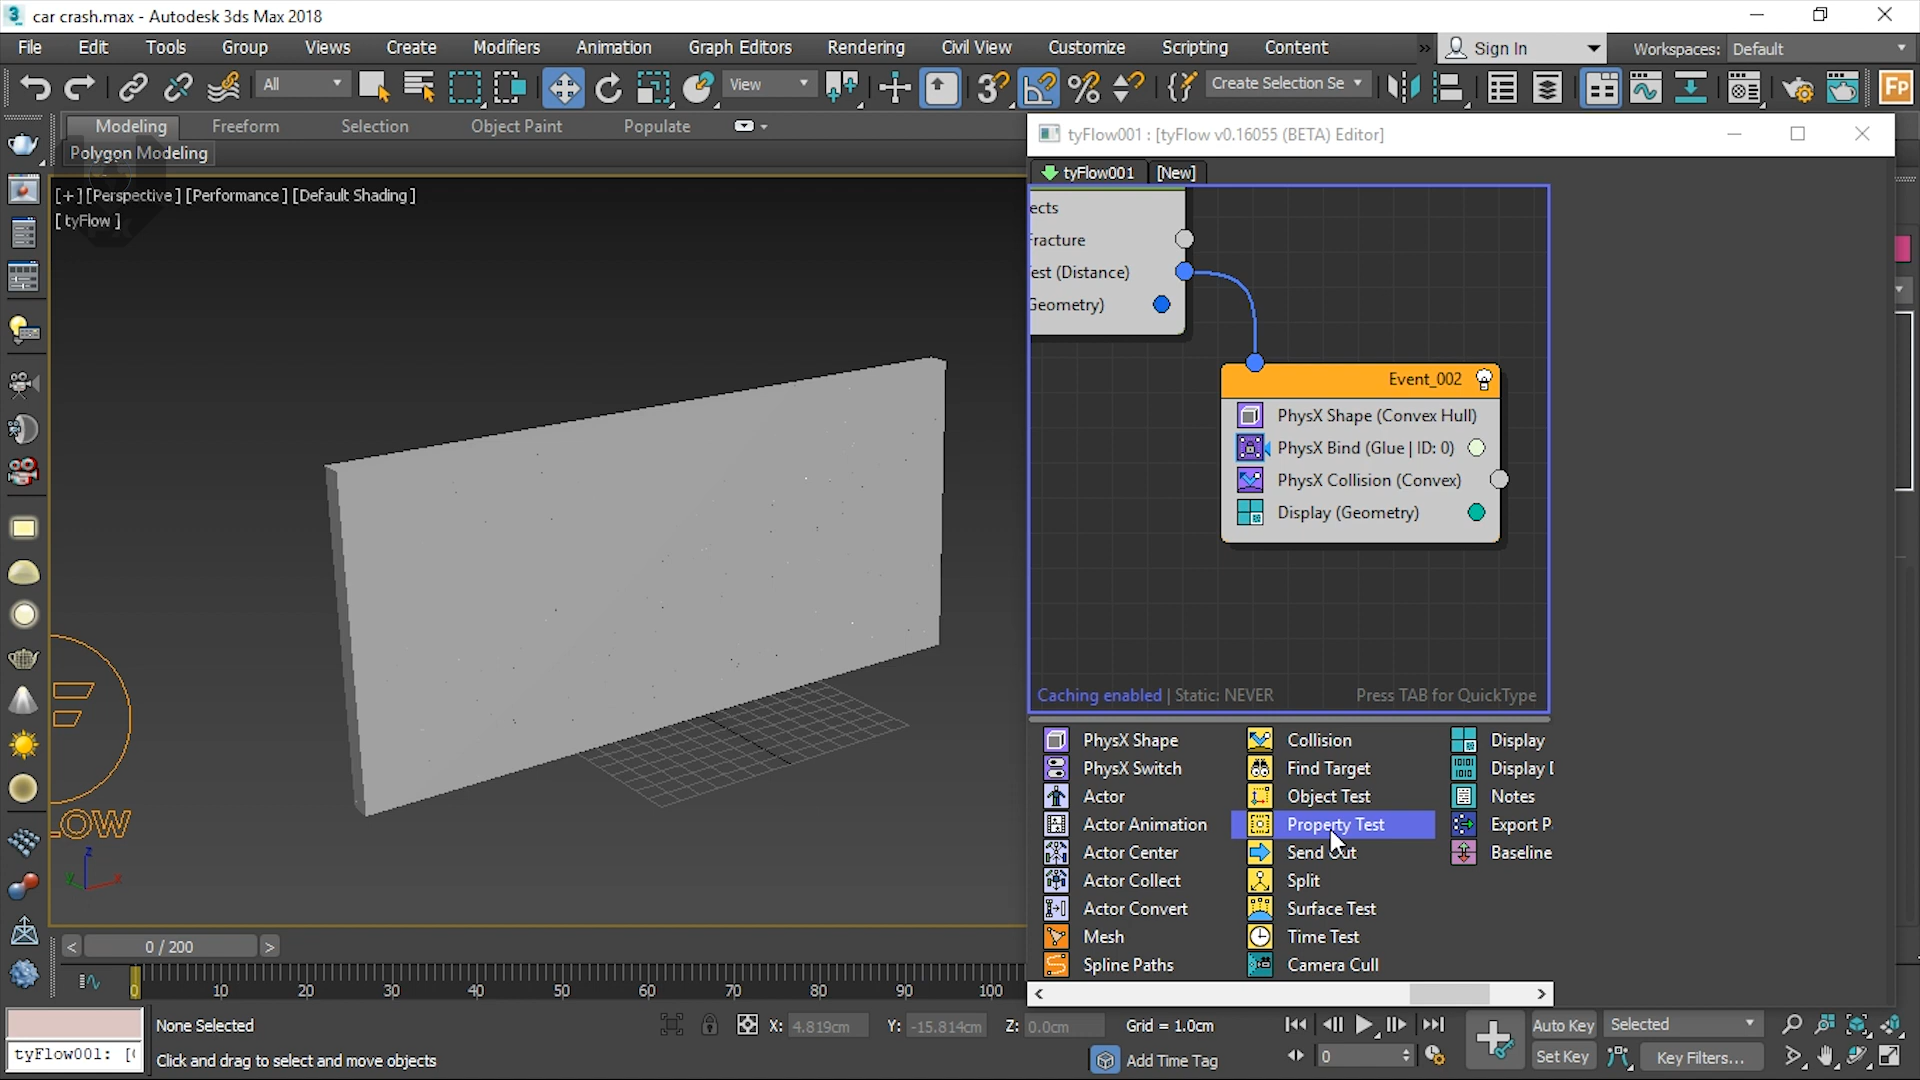 car crash.max - Autodesk 3ds Max 2018
File Edit Tools Group Views Create Modifiers Animation Graph Editors Rendering Civil View Customize Scripting Content » Sign In Workspaces: Default
All View Create Selection Se Fp
Modeling Freeform Selection Object Paint Populate
Polygon Modeling
[+] [Perspective] [Performance] [Default Shading]
[ tyFlow ]
tyFlow001 : [tyFlow v0.16055 (BETA) Editor]
tyFlow001 [New]
ects
racture
est (Distance)
Geometry)
Event_002
PhysX Shape (Convex Hull)
PhysX Bind (Glue | ID: 0)
PhysX Collision (Convex)
Display (Geometry)
Caching enabled | Static: NEVER Press TAB for QuickType
PhysX Shape Collision Display
PhysX Switch Find Target Display
Actor Object Test Notes
Actor Animation Property Test Export P
Actor Center Send Out Baseline
Actor Collect Split
Actor Convert Surface Test
Mesh Time Test
Spline Paths Camera Cull
LOW
z
y x
< 0 / 200 >
0 10 20 30 40 50 60 70 80 90 100
tyFlow001: [
None Selected
Click and drag to select and move objects
X: 4.819cm Y: -15.814cm Z: 0.0cm Grid = 1.0cm
Add Time Tag
0
Auto Key Selected
Set Key Key Filters...